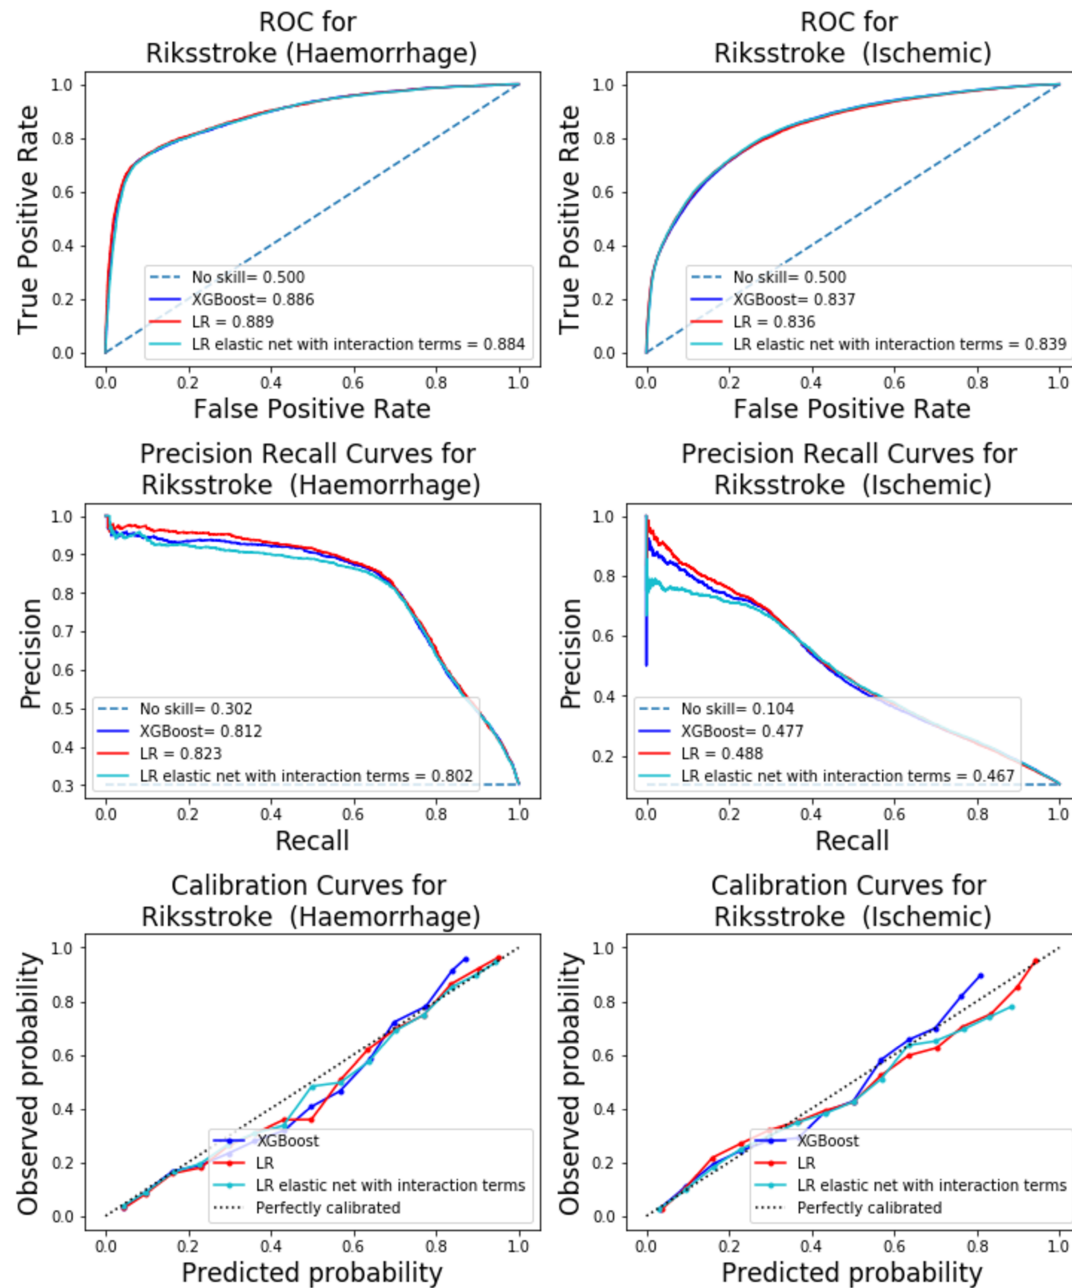 ROC for
Riksstroke (Haemorrhage)
True Positive Rate
1.0
0.8
0.6
0.4
0.2
0.0
No skill= 0.500
XGBoost= 0.886
LR = 0.889
LR elastic net with interaction terms = 0.884
0.0 0.2 0.4 0.6 0.8 1.0
False Positive Rate
ROC for
Riksstroke (Ischemic)
True Positive Rate
1.0
0.8
0.6
0.4
0.2
0.0
No skill= 0.500
XGBoost= 0.837
LR = 0.836
LR elastic net with interaction terms = 0.839
0.0 0.2 0.4 0.6 0.8 1.0
False Positive Rate
Precision Recall Curves for
Riksstroke (Haemorrhage)
Precision
1.0
0.9
0.8
0.7
0.6
0.5
0.4
0.3
No skill= 0.302
XGBoost= 0.812
LR = 0.823
LR elastic net with interaction terms = 0.802
0.0 0.2 0.4 0.6 0.8 1.0
Recall
Precision Recall Curves for
Riksstroke (Ischemic)
Precision
1.0
0.8
0.6
0.4
0.2
No skill= 0.104
XGBoost= 0.477
LR = 0.488
LR elastic net with interaction terms = 0.467
0.0 0.2 0.4 0.6 0.8 1.0
Recall
Calibration Curves for
Riksstroke (Haemorrhage)
Observed probability
1.0
0.8
0.6
0.4
0.2
0.0
XGBoost
LR
LR elastic net with interaction terms
Perfectly calibrated
0.0 0.2 0.4 0.6 0.8 1.0
Predicted probability
Calibration Curves for
Riksstroke (Ischemic)
Observed probability
1.0
0.8
0.6
0.4
0.2
0.0
XGBoost
LR
LR elastic net with interaction terms
Perfectly calibrated
0.0 0.2 0.4 0.6 0.8 1.0
Predicted probability